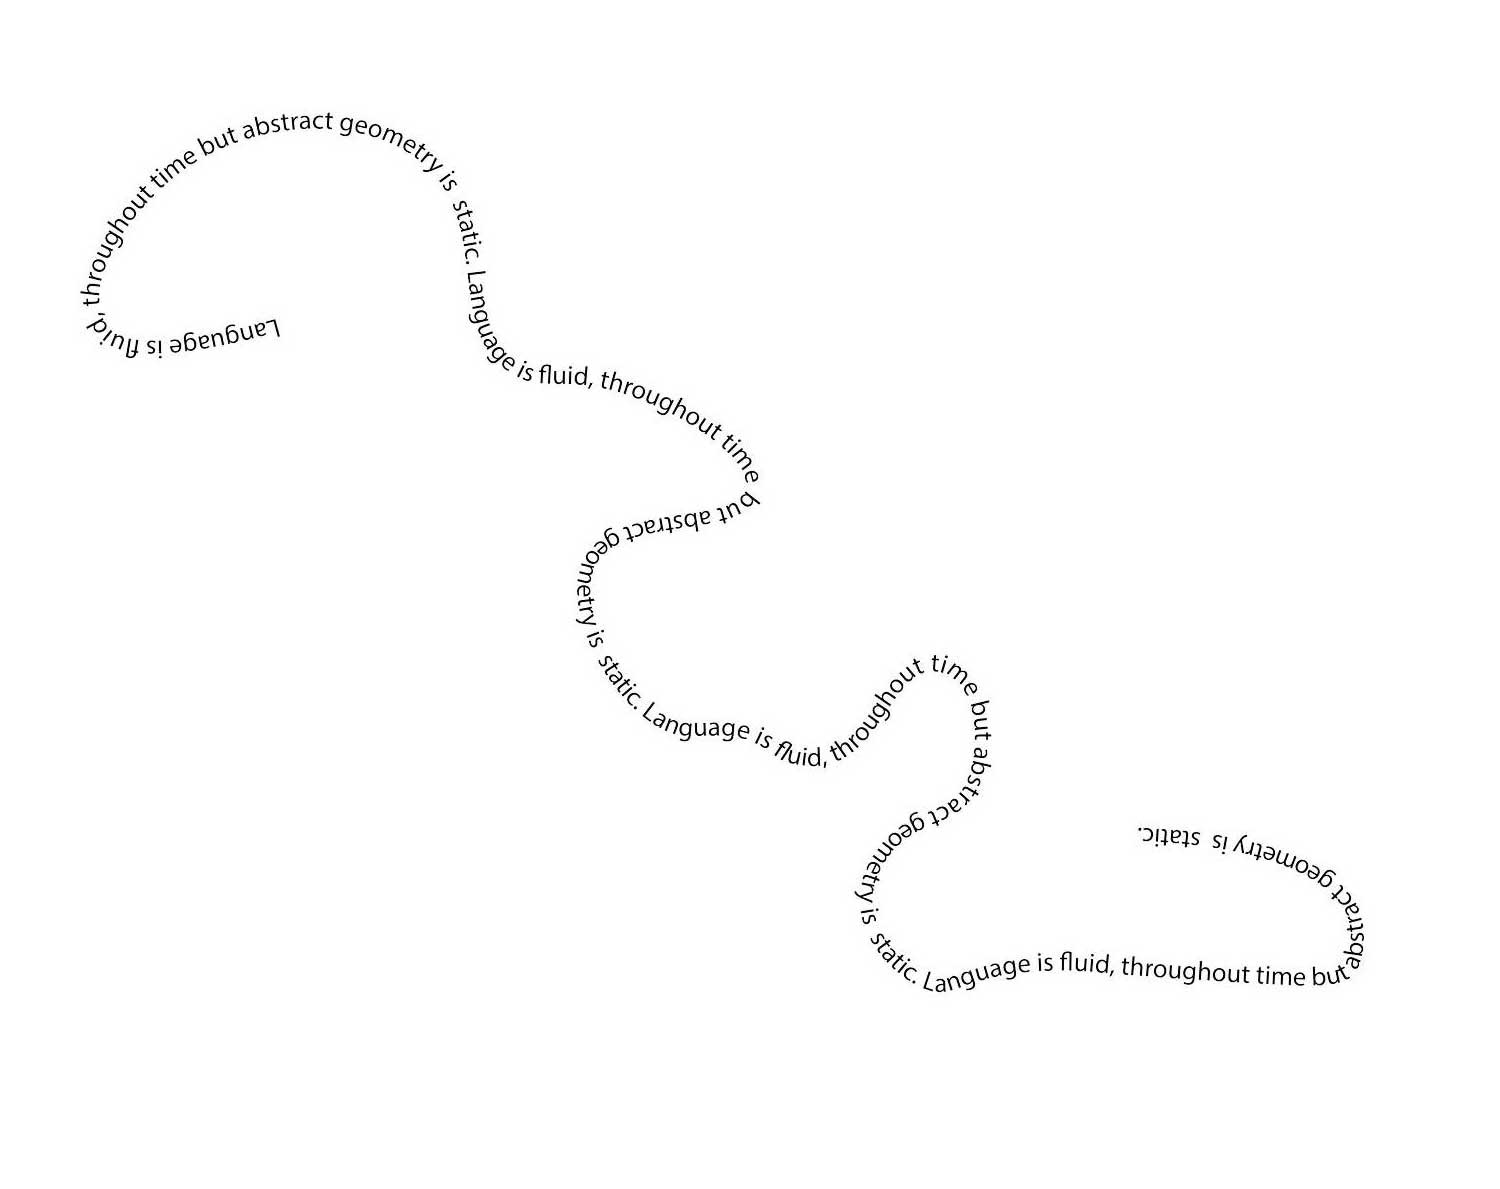 Language is fluid, throughout time but abstract geometry is static. Language is fluid, throughout time but abstract geometry is static. Language is fluid, throughout time but abstract geometry is static. Language is fluid, throughout time but abstract geometry is static.